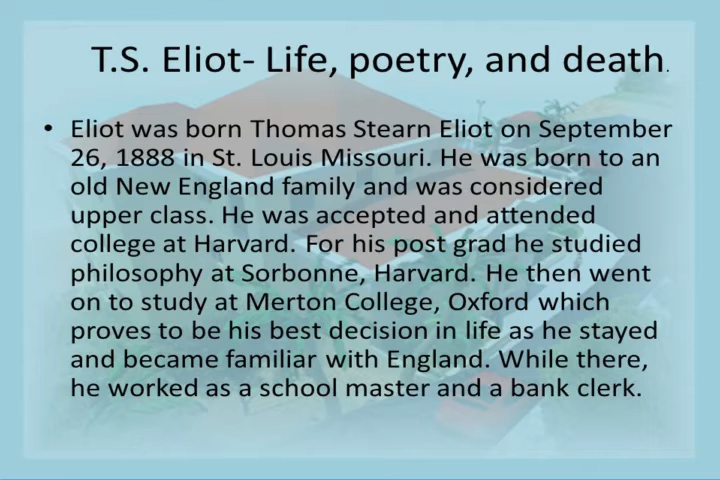 T.S. Eliot- Life, poetry, and death.
• Eliot was born Thomas Stearn Eliot on September
26, 1888 in St. Louis Missouri. He was born to an
old New England family and was considered
upper class. He was accepted and attended
college at Harvard. For his post grad he studied
philosophy at Sorbonne, Harvard. He then went
on to study at Merton College, Oxford which
proves to be his best decision in life as he stayed
and became familiar with England. While there,
he worked as a school master and a bank clerk.